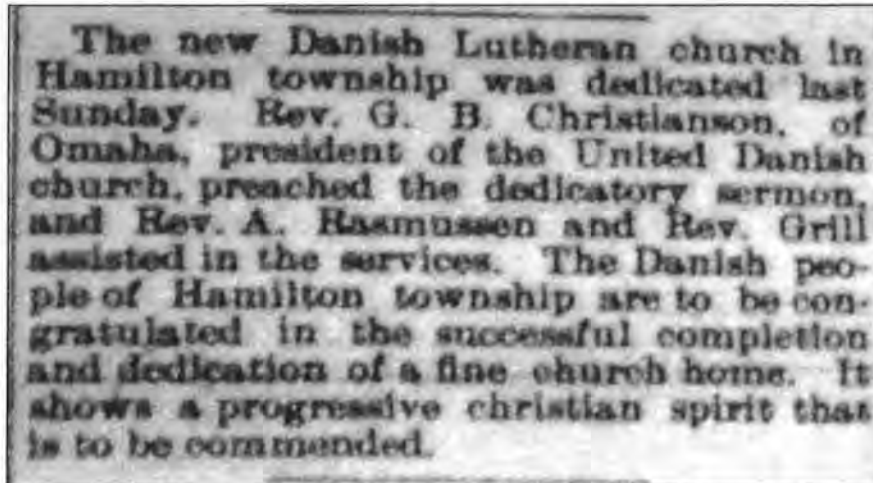 The new Danish Lutheran church in
Hamilton township was dedicated last
Sunday. Rev. G. B. Christianson, of
Omaha, president of the United Danish
church, preached the dedicatory sermon,
and Rev. A. Rasmussen and Rev. Grill
assisted in the services. The Danish peo-
ple of Hamilton township are to be con-
gratulated in the successful completion
and dedication of a fine church home. It
shows a progressive christian spirit that
is to be commended.